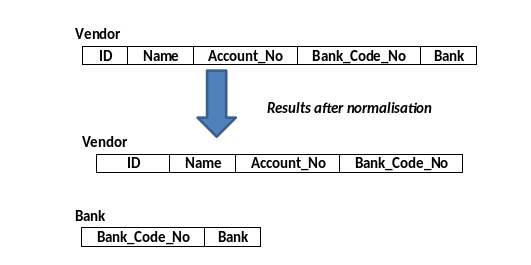 Vendor
ID Name Account_No Bank_Code_No Bank
Results after normalisation
Vendor
ID Name Account_No Bank_Code_No
Bank
Bank_Code_No Bank